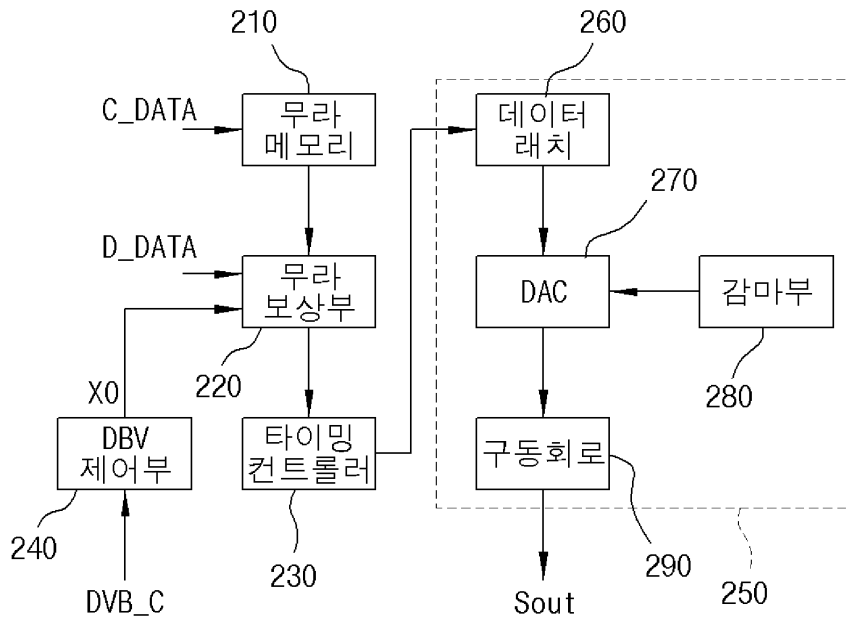 210
260
C_DATA
무라
메모리
데이터
래치
270
D_DATA
무라
보상부
DAC
감마부
220
280
X0
DBV
제어부
타이밍
컨트롤러
구동회로
240
230
290
250
DVB_C
Sout